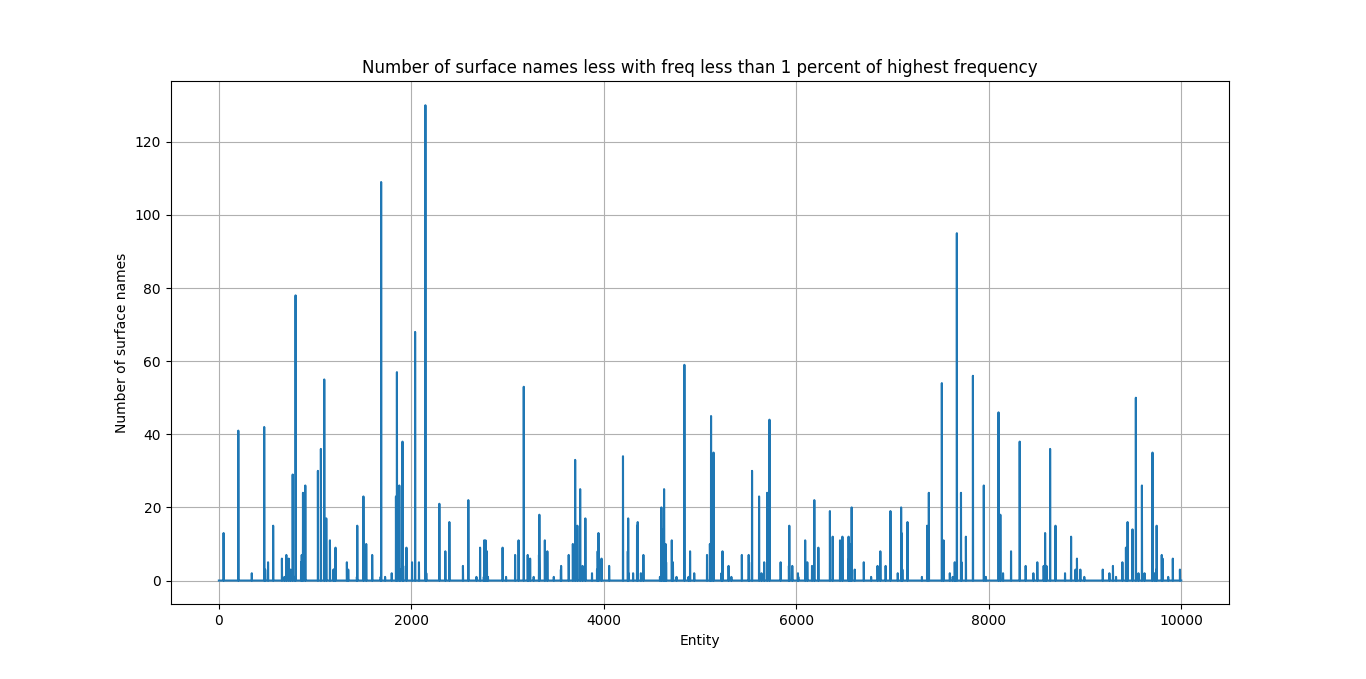 Number of surface names less with freq less than 1 percent of highest frequency
120
100
80
60
40
20
0
Number of surface names
0 2000 4000 6000 8000 10000
Entity